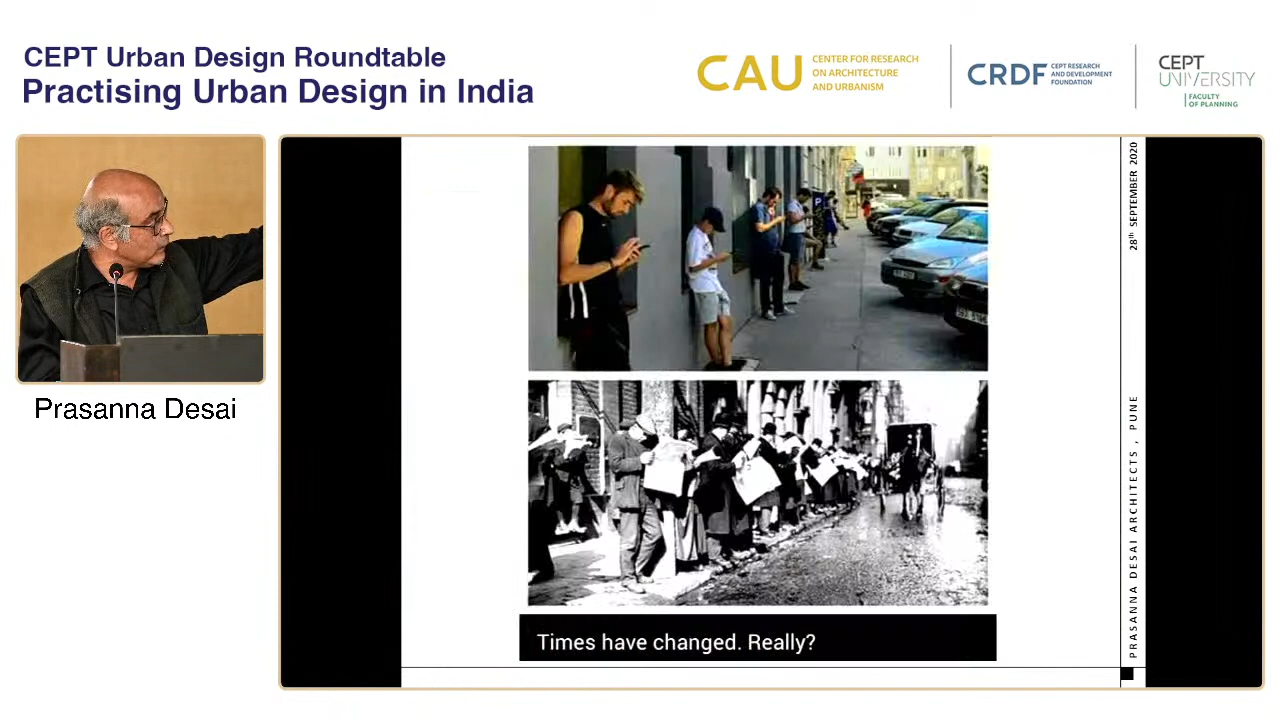 CEPT Urban Design Roundtable
Practising Urban Design in India
CAU
CENTER FOR RESEARCH
ON ARCHITECTURE
AND URBANISM
CRDF
CEPT RESEARCH
AND DEVELOPMENT
FOUNDATION
CEPT
UNIVERSITY
FACULTY
OF PLANNING
Prasanna Desai
P
Times have changed. Really?
28th SEPTEMBER 2020
PRASANNA DESAI ARCHITECTS , PUNE